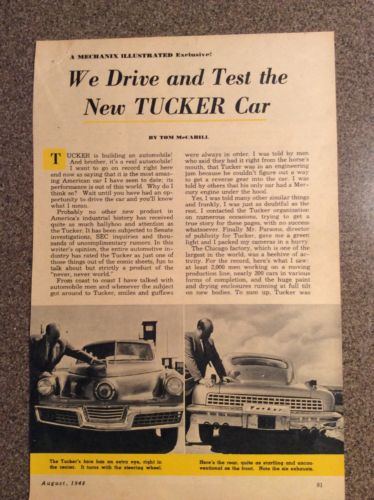 A MECHANIX ILLUSTRATED Exclusive!
We Drive and Test the
New TUCKER Car
BY TOM McCAHILL
TUCKER is building an automobile!
And brother, it's a real automobile!
I want to go on record right here
and now as saying that it is the most amaz-
ing American car I have seen to date; its
performance is out of this world. Why do I
think so? Wait until you have had an op-
portunity to drive the car and you'll know
what I mean.
Probably no other new product in
America's industrial history has received
quite so much ballyhoo and bad press as
the Tucker. It has been subjected to Senate
investigations, SEC inquiries and thou-
sands of uncomplimentary rumors. In this
writer's opinion, the entire automotive in-
dustry has rated the Tucker as just one of
those things out of the comic sheets, fun to
talk about but strictly a product of the
"never, never world."
From coast to coast I have talked with
automobile men and whenever the subject
got around to Tucker, smiles and guffaws
were always in order. I was told by men
who said they had it right from the horse's
mouth, that Tucker was in an engineering
jam because he couldn't figure out a way
to get a reverse gear into the car. I was told
by others that his only car had a Mer-
cury engine under the hood.
Yes, I was told many other similar things
and frankly, I was just as doubtful as the
rest. I contacted the Tucker organization
on numerous occasions, trying to get a
true story for these pages, with no success
whatsoever. Finally Mr. Parsons, director
of publicity for Tucker, gave me a green
light and I packed my cameras in a hurry.
The Chicago factory, which is one of the
largest in the world, was a beehive of ac-
tivity. For the record, here's what I saw:
at least 2,000 men working on a moving
production line, nearly 200 cars in various
forms of completion, and the huge paint
and drying enclosures running at full tilt
on new bodies. To sum up, Tucker was
Tucker
The Tucker's face has an extra eye, right in
the center. It turns with the steering wheel.
Here's the rear, quite as startling and uncon-
ventional as the front. Note the six exhausts.
August, 1948
81